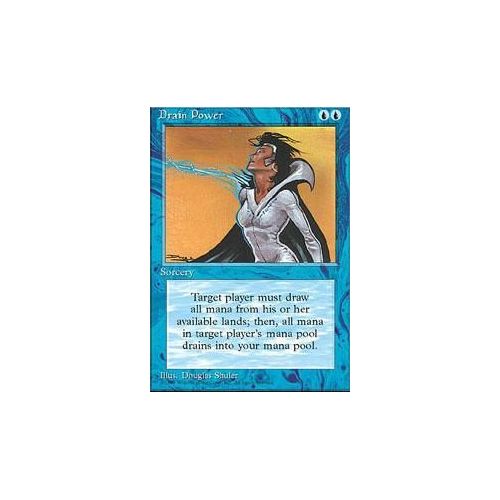 Drain Power
Sorcery
Target player must draw
all mana from his or her
available lands; then, all mana
in target player's mana pool
drains into your mana pool.
Illus. Douglas Shuler